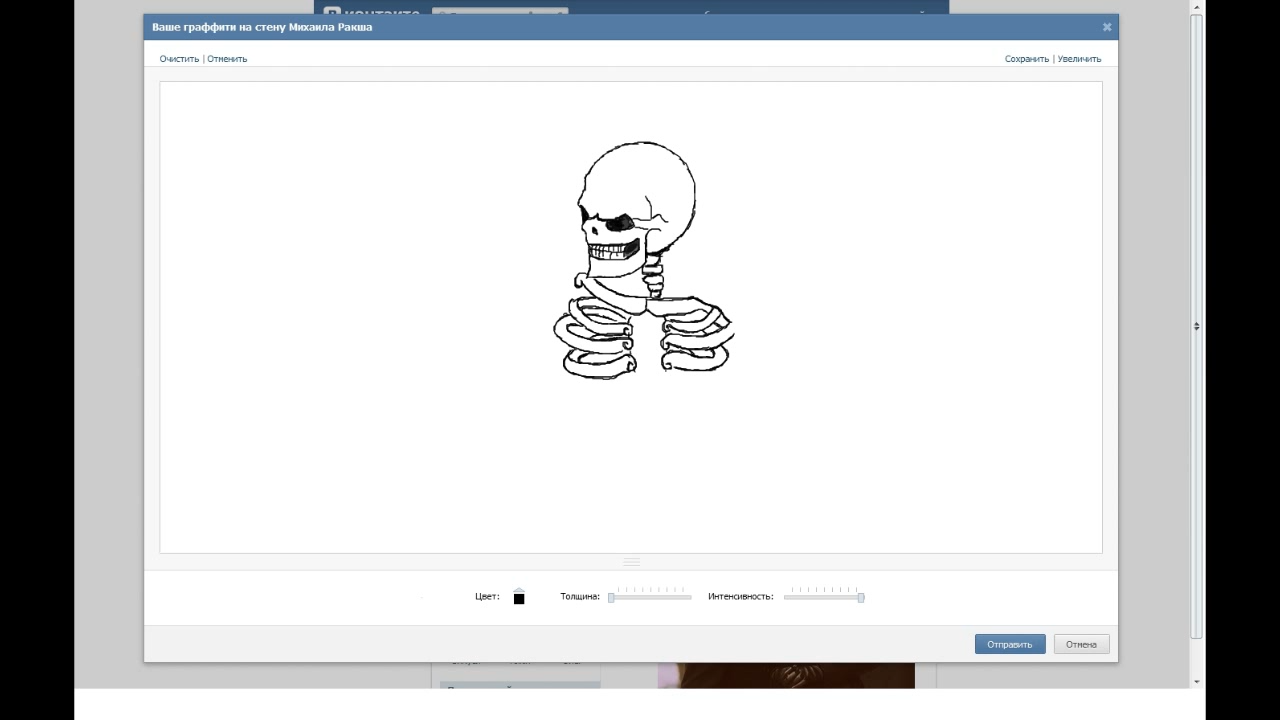 Ваше граффити на стену Михаила Ракша
Очистить | Отменить
Сохранить | Увеличить
Цвет:
Толщина:
Интенсивность:
Отправить
Отмена